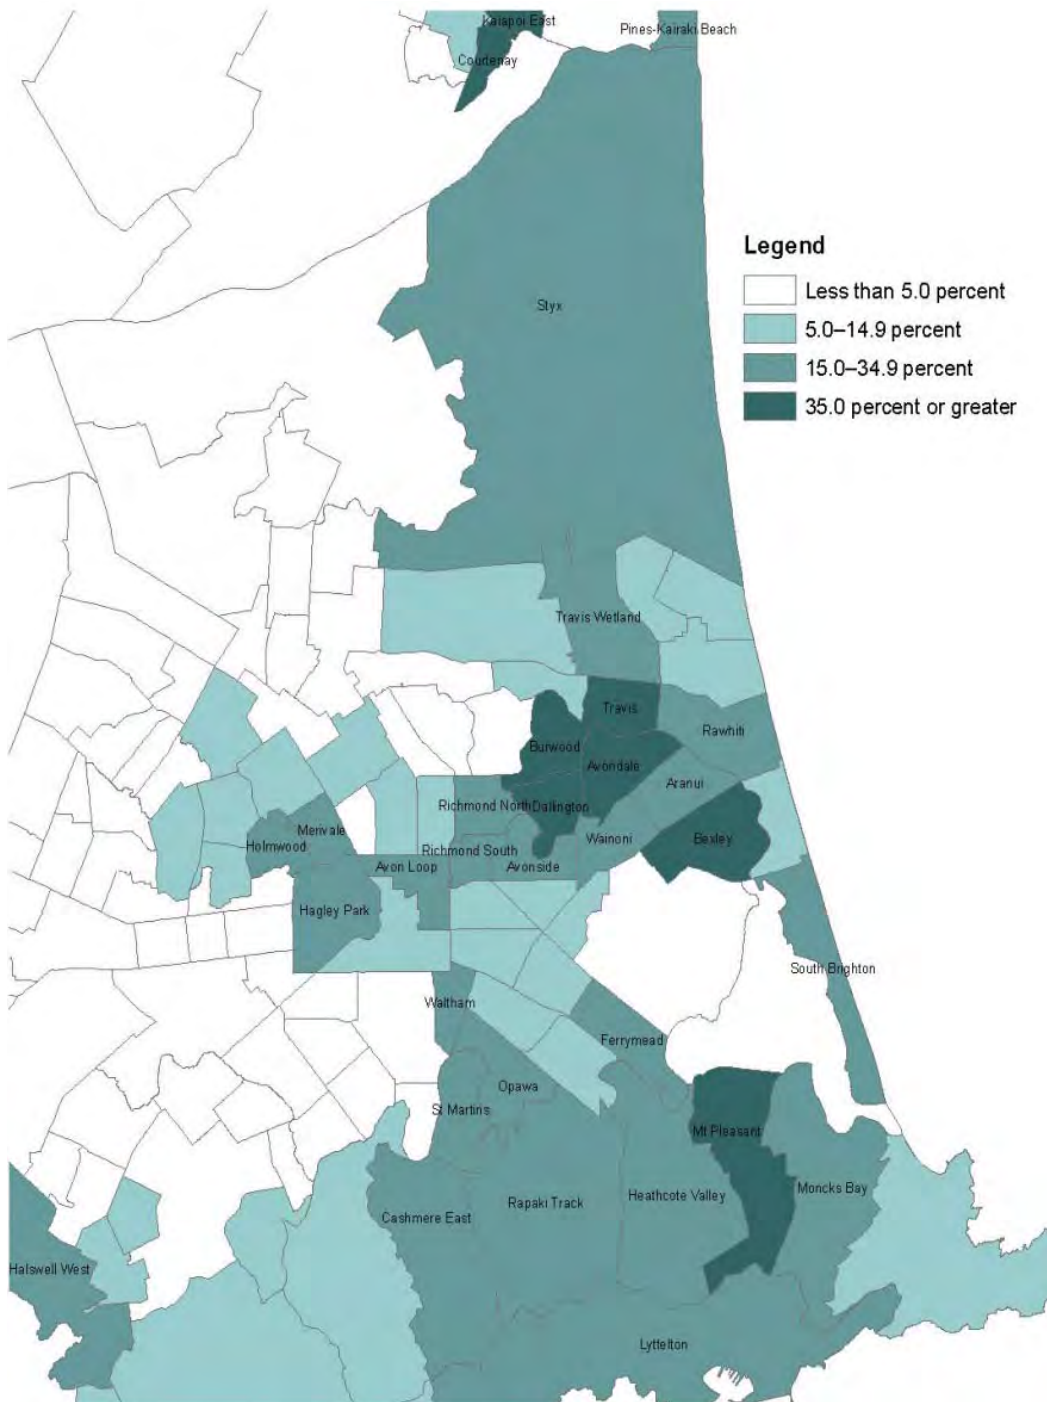 Kaiapoi East
Pines-Kairaki Beach
Coudenay
Legend
Less than 5.0 percent
5.0–14.9 percent
15.0–34.9 percent
35.0 percent or greater
Styx
Travis Wetland
Travis
Rawhiti
Burwood
Avondale
Aranui
Richmond North
Dallington
Merivale
Holmwood
Richmond South
Wainoni
Bexley
Avon Loop
Avonside
Hagley Park
South Brighton
Waltham
Ferrymead
Opawa
St Martins
Mt Pleasant
Moncks Bay
Heathcote Valley
Rapaki Track
Cashmere East
Halswell West
Lyttelton